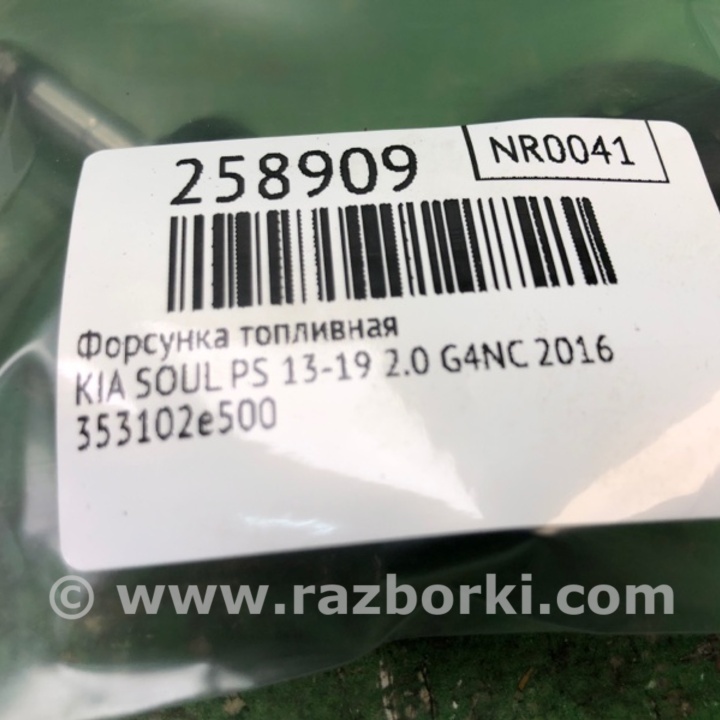 258909
NR0041
Форсунка топливная
KIA SOUL PS 13-19 2.0 G4NC 2016
353102e500
© www.razborki.com